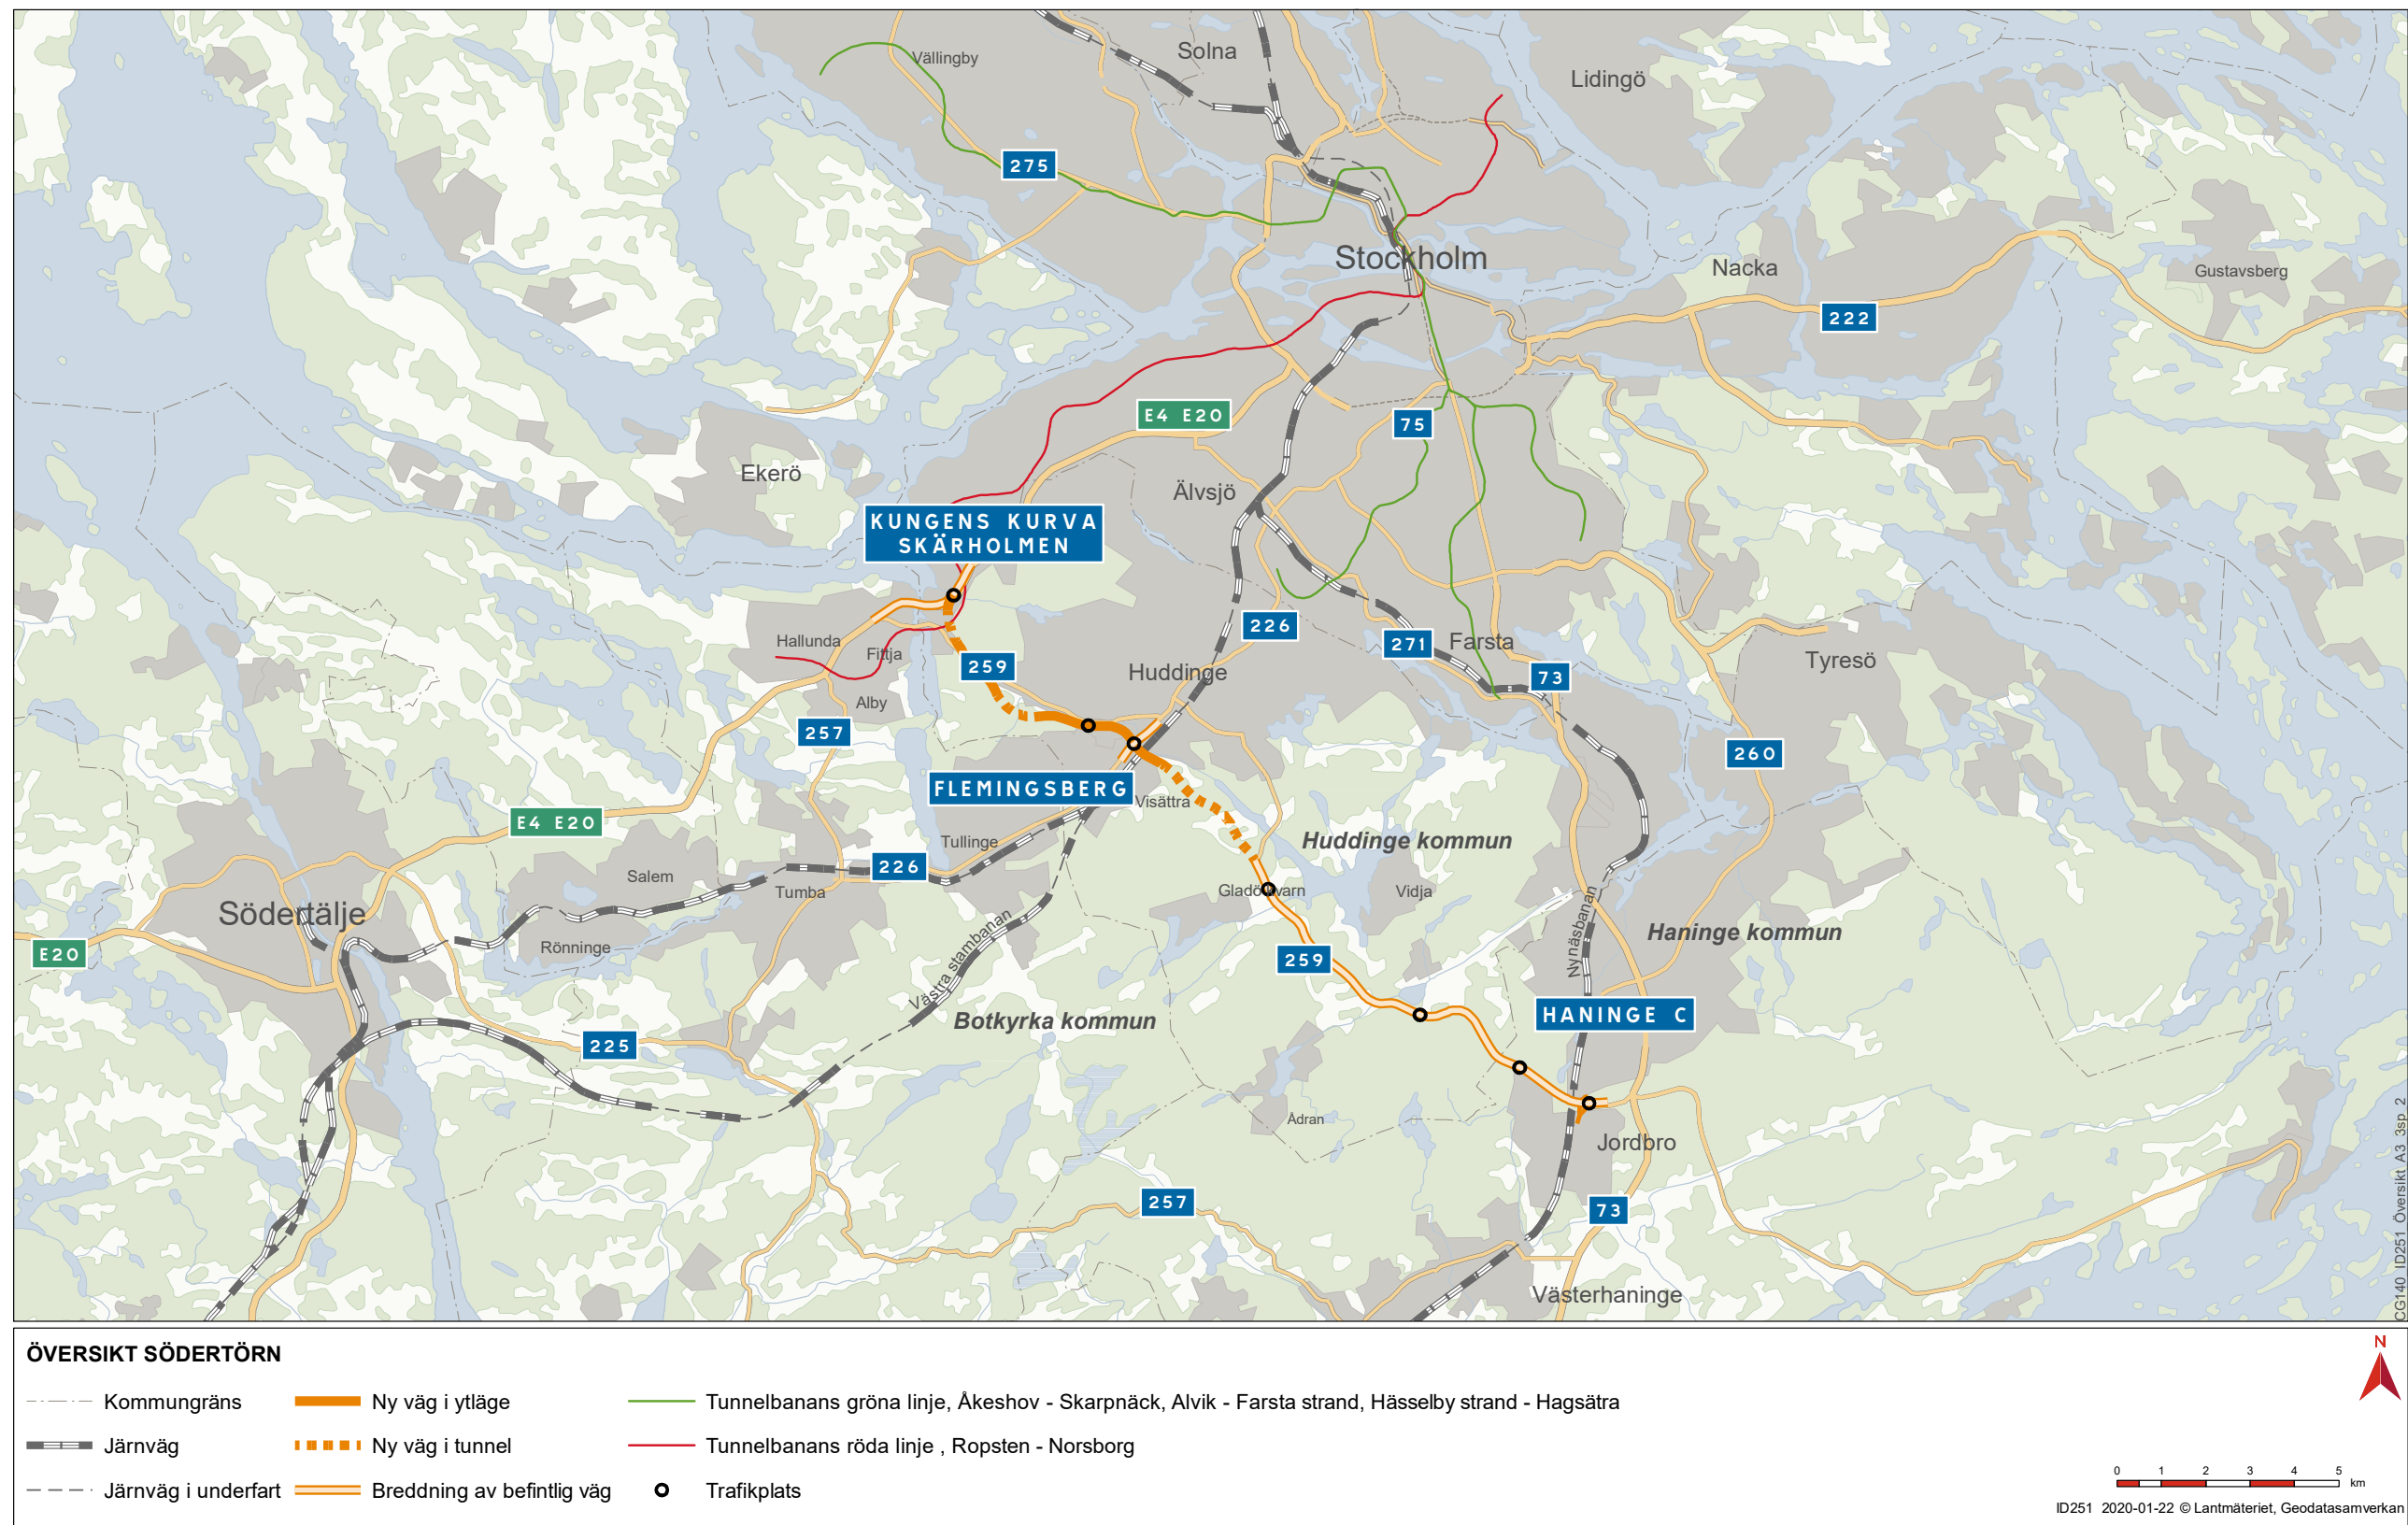 Vällingby
Solna
Lidingö
275
Stockholm
Nacka
Gustavsberg
222
E4 E20
75
Ekerö
Älvsjö
KUNGENS KURVA
SKÄRHOLMEN
226
Hallunda
Fittja
271
Farsta
259
Huddinge
73
Tyresö
Alby
257
260
FLEMINGSBERG
Visättra
E4 E20
Tullinge
Huddinge kommun
226
Salem
Tumba
Gladö kvarn
Vidja
Södertälje
Nynäsbanan
Haninge kommun
E20
Rönninge
Västra stambanan
259
HANINGE C
Botkyrka kommun
225
Ådran
Jordbro
257
73
Västerhaninge
CG140 ID251 Översikt A3 3sp 2
ÖVERSIKT SÖDERTÖRN
N
Kommungräns
Ny väg i ytläge
Tunnelbanans gröna linje, Åkeshov - Skarpnäck, Alvik - Farsta strand, Hässelby strand - Hagsätra
Järnväg
Ny väg i tunnel
Tunnelbanans röda linje , Ropsten - Norsborg
Järnväg i underfart
Breddning av befintlig väg
Trafikplats
0 1 2 3 4 5
km
ID251 2020-01-22 © Lantmäteriet, Geodatasamverkan